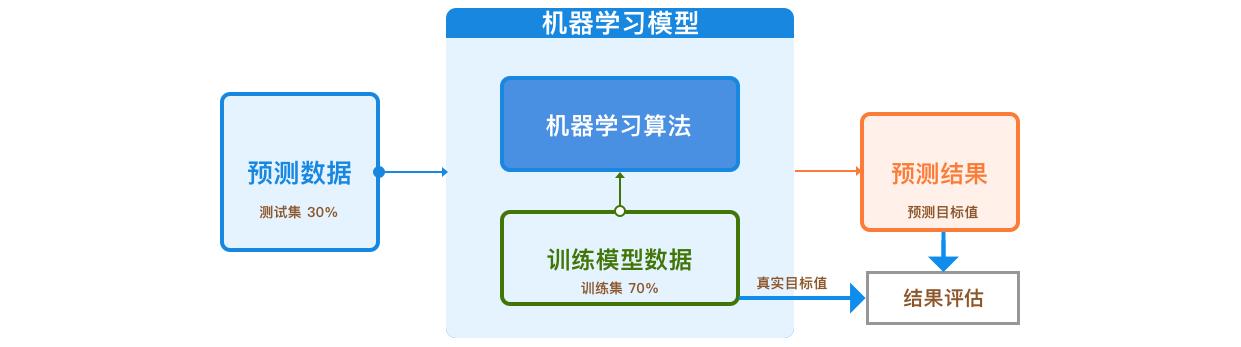 机器学习模型
机器学习算法
预测数据
测试集 30%
训练模型数据
训练集 70%
预测结果
预测目标值
真实目标值
结果评估